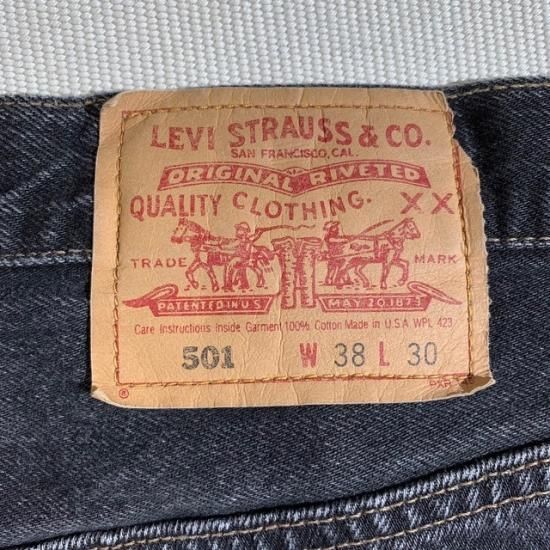 LEVI STRAUSS & CO.
SAN FRANCISCO, CAL.
ORIGINAL RIVETED
QUALITY CLOTHING. XX
TRADE MARK
PATENTED IN U.S. MAY 20.1873
Care Instructions Inside Garment 100% Cotton Made in U.S.A WPL 423
501 W 38 L 30
®